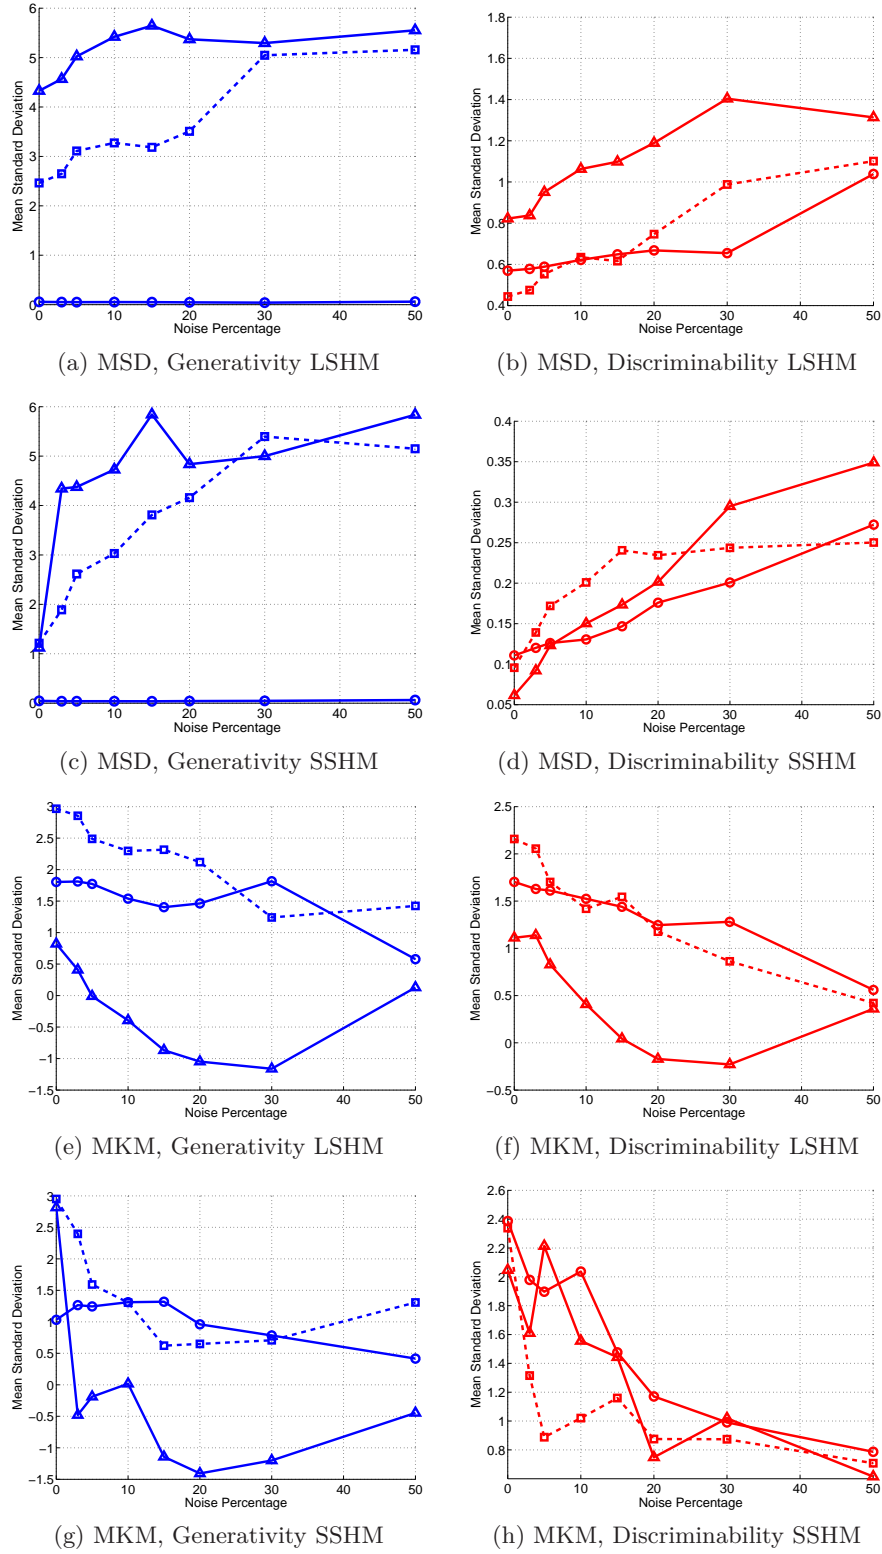 6
5
4
3
2
1
0
Mean Standard Deviation
0 10 20 30 40 50
Noise Percentage
(a) MSD, Generativity LSHM
1.8
1.6
1.4
1.2
1
0.8
0.6
0.4
Mean Standard Deviation
0 10 20 30 40 50
Noise Percentage
(b) MSD, Discriminability LSHM
6
5
4
3
2
1
0
Mean Standard Deviation
0 10 20 30 40 50
Noise Percentage
(c) MSD, Generativity SSHM
0.4
0.35
0.3
0.25
0.2
0.15
0.1
0.05
Mean Standard Deviation
0 10 20 30 40 50
Noise Percentage
(d) MSD, Discriminability SSHM
3
2.5
2
1.5
1
0.5
0
−0.5
−1
−1.5
Mean Standard Deviation
0 10 20 30 40 50
Noise Percentage
(e) MKM, Generativity LSHM
2.5
2
1.5
1
0.5
0
−0.5
Mean Standard Deviation
0 10 20 30 40 50
Noise Percentage
(f) MKM, Discriminability LSHM
3
2.5
2
1.5
1
0.5
0
−0.5
−1
−1.5
Mean Standard Deviation
0 10 20 30 40 50
Noise Percentage
(g) MKM, Generativity SSHM
2.6
2.4
2.2
2
1.8
1.6
1.4
1.2
1
0.8
Mean Standard Deviation
0 10 20 30 40 50
Noise Percentage
(h) MKM, Discriminability SSHM